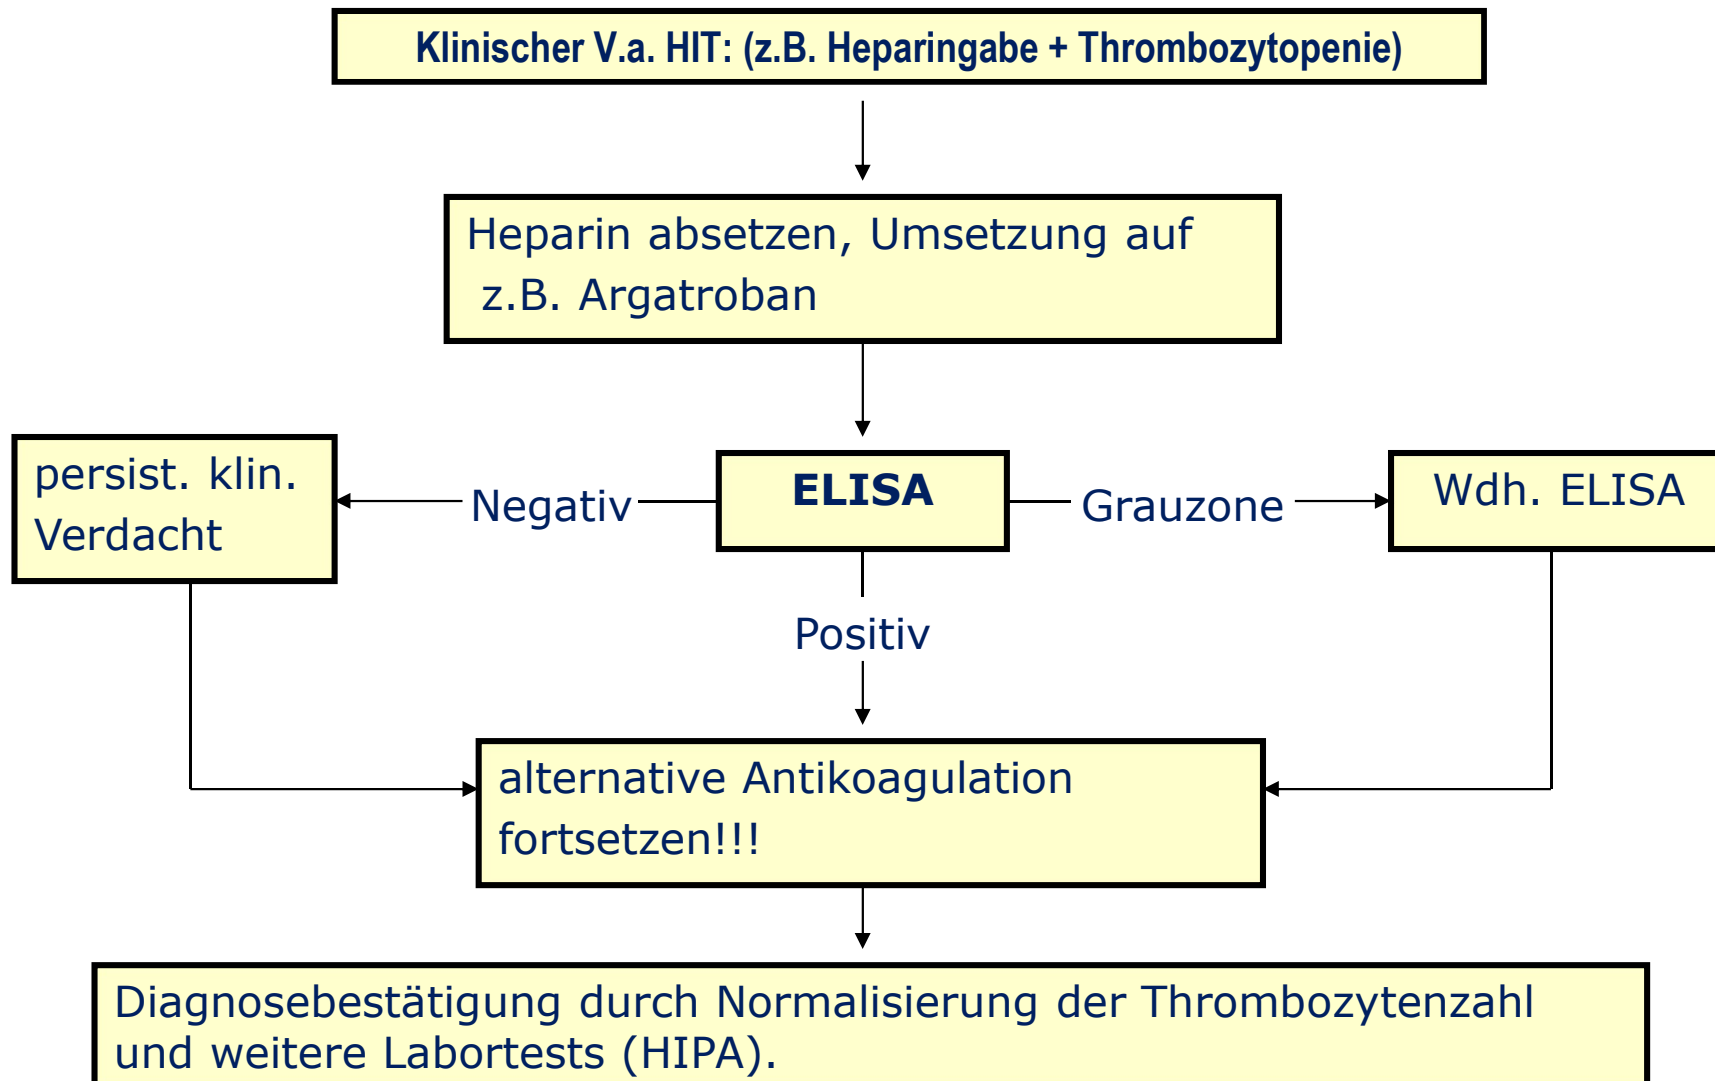 Klinischer V.a. HIT: (z.B. Heparingabe + Thrombozytopenie)
Heparin absetzen, Umsetzung auf
z.B. Argatroban
persist. klin.
Verdacht
Negativ
ELISA
Grauzone
Wdh. ELISA
Positiv
alternative Antikoagulation
fortsetzen!!!
Diagnosebestätigung durch Normalisierung der Thrombozytenzahl
und weitere Labortests (HIPA).